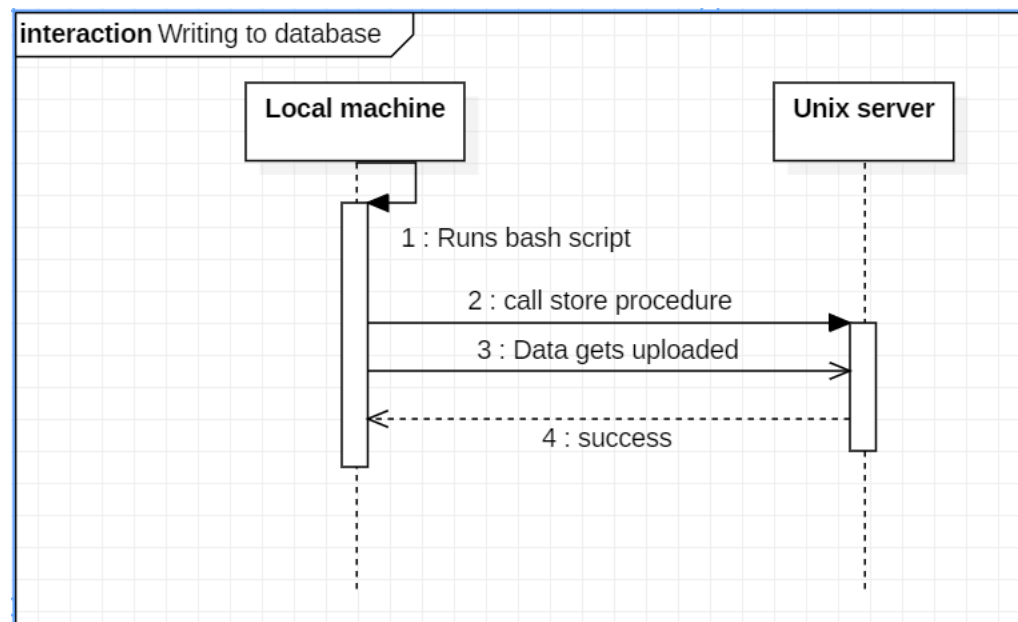 interaction Writing to database
Local machine
Unix server
1 : Runs bash script
2 : call store procedure
3 : Data gets uploaded
4 : success